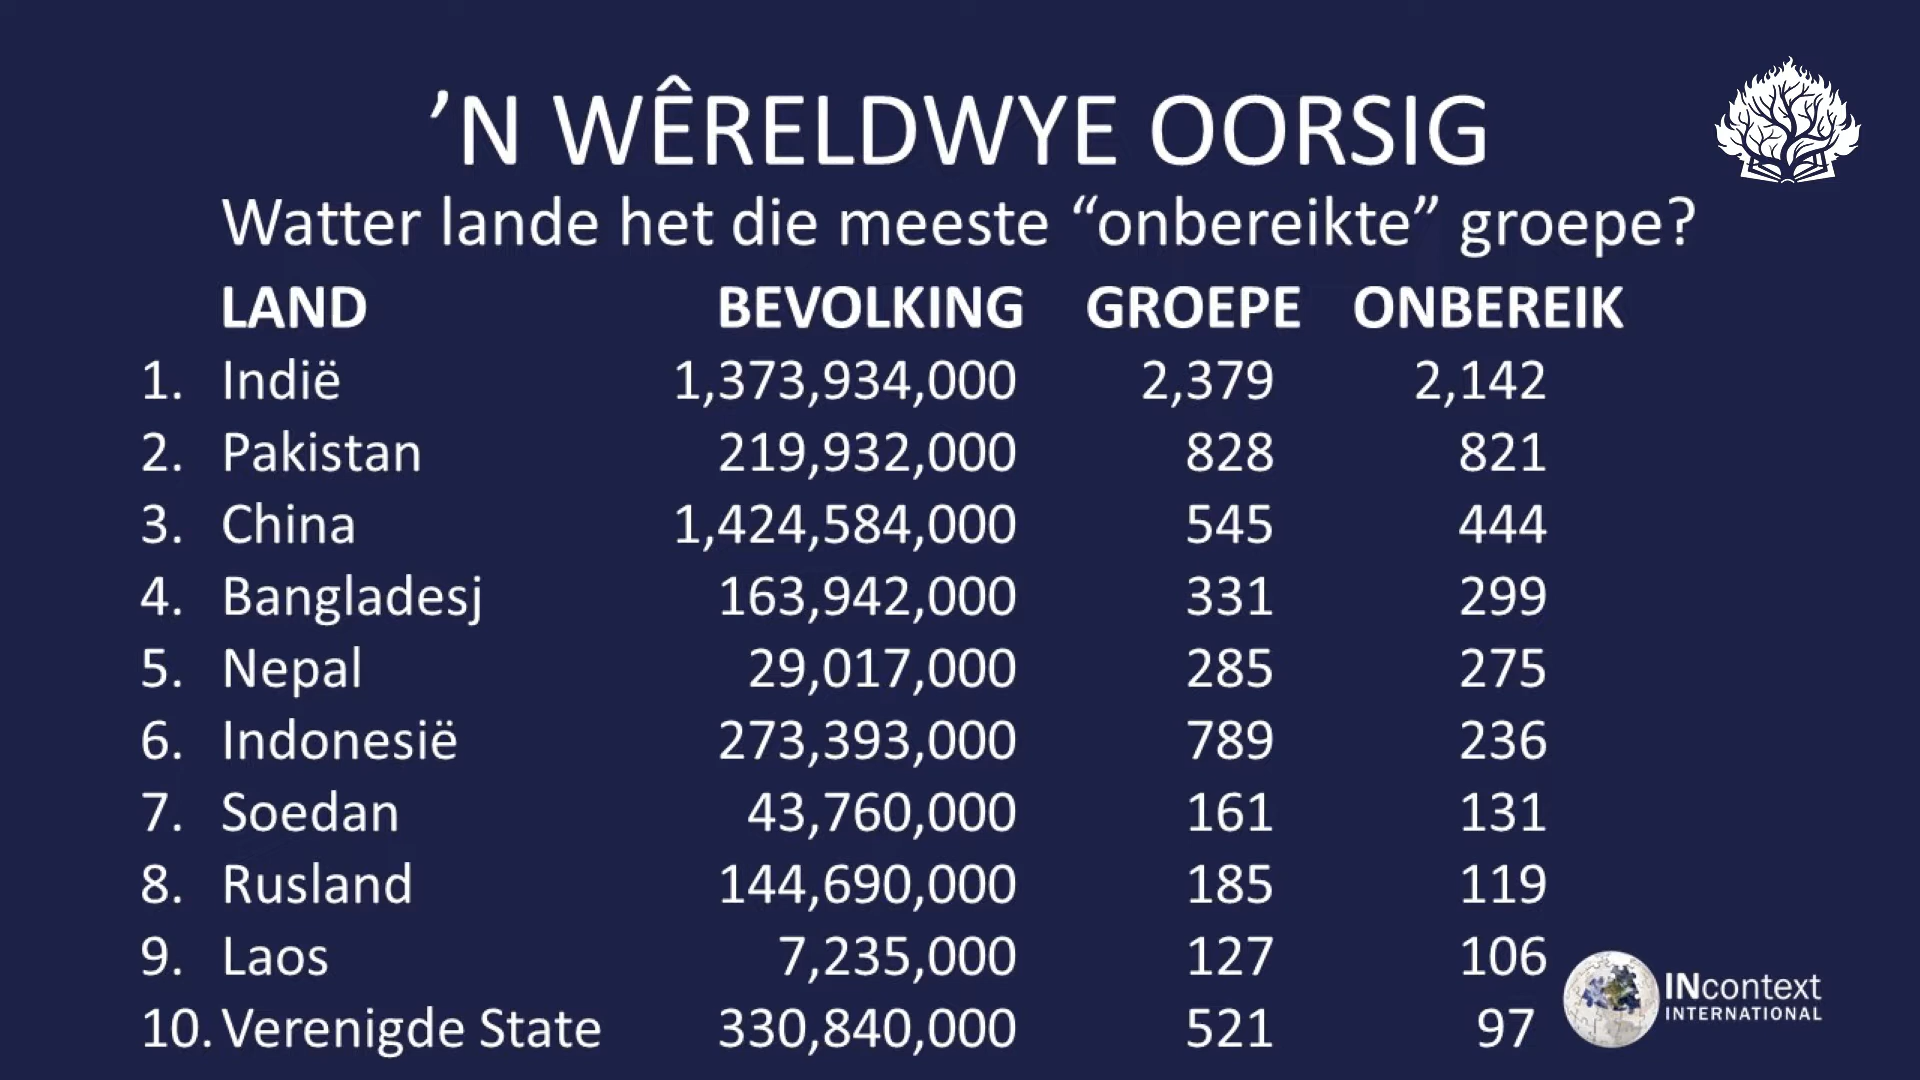 ’N WÊRELDWYE OORSIG
Watter lande het die meeste “onbereikte” groepe?
LAND BEVOLKING GROEPE ONBEREIK
1. Indië 1,373,934,000 2,379 2,142
2. Pakistan 219,932,000 828 821
3. China 1,424,584,000 545 444
4. Bangladesj 163,942,000 331 299
5. Nepal 29,017,000 285 275
6. Indonesië 273,393,000 789 236
7. Soedan 43,760,000 161 131
8. Rusland 144,690,000 185 119
9. Laos 7,235,000 127 106
10. Verenigde State 330,840,000 521 97
INcontext
INTERNATIONAL